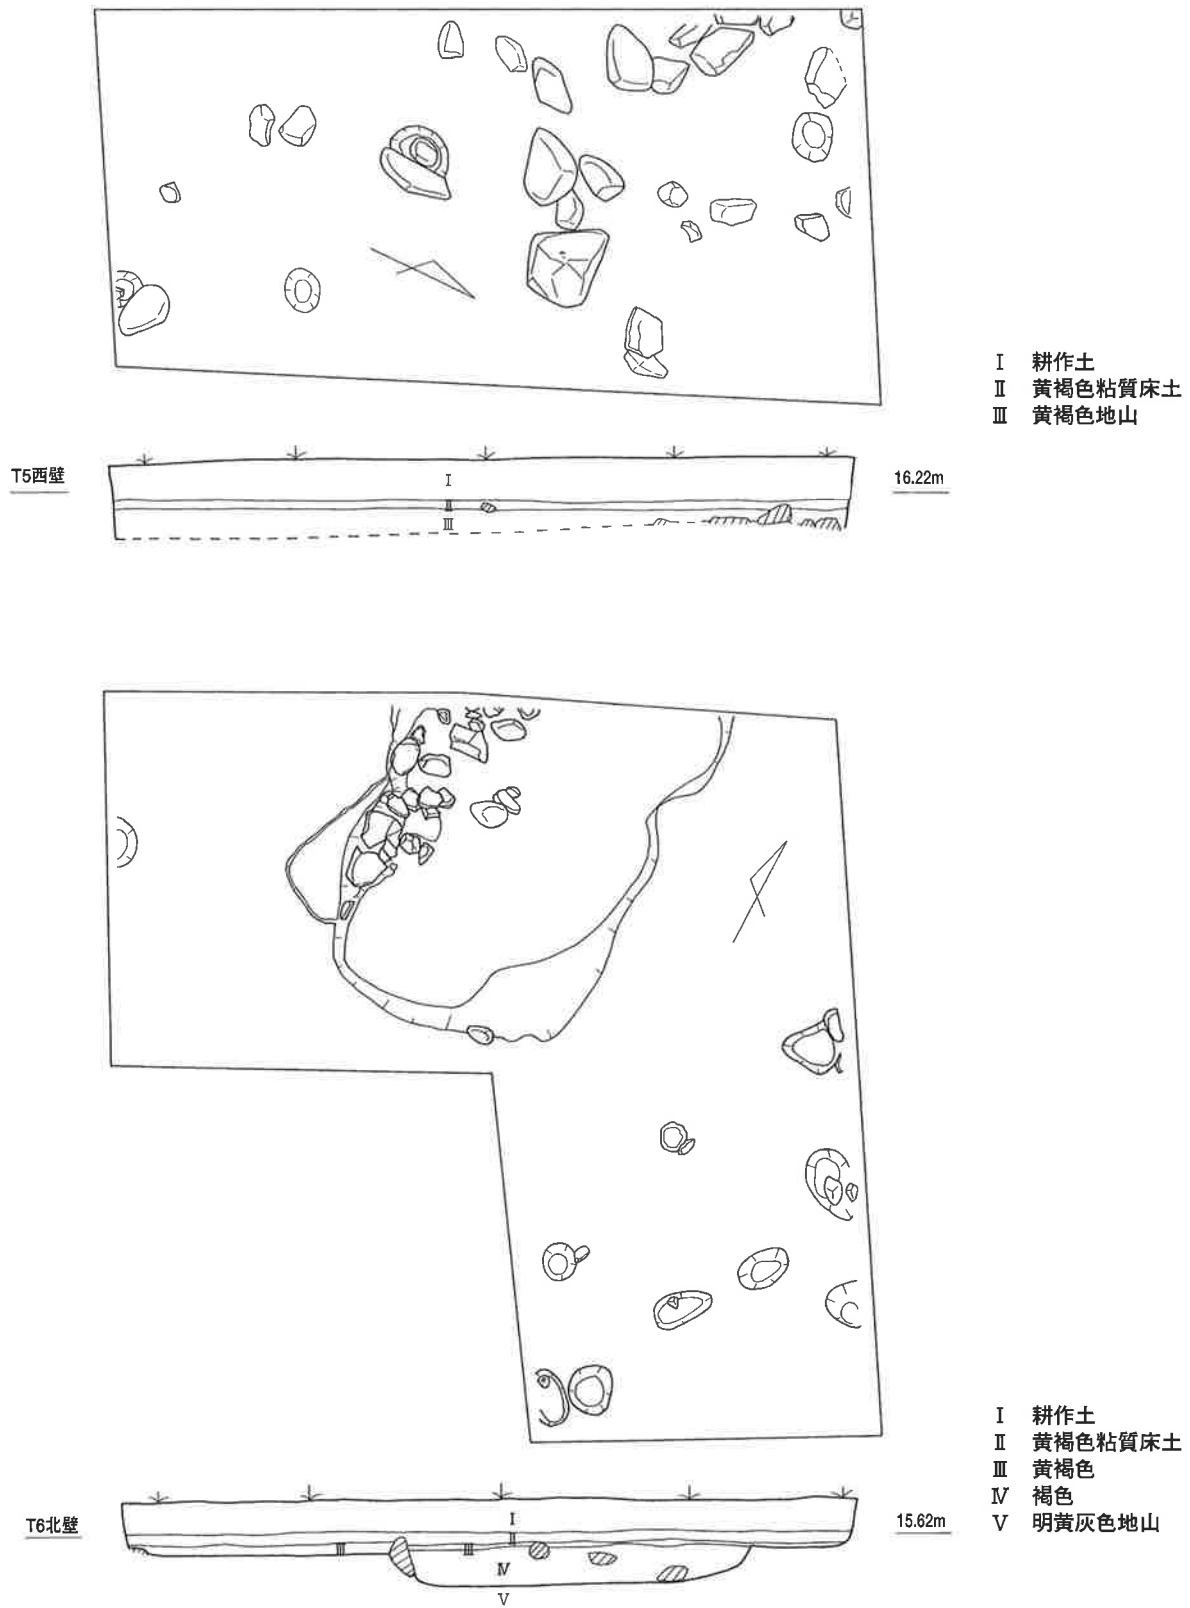 Ⅰ 耕作土
Ⅱ 黄褐色粘質床土
Ⅲ 黄褐色地山
T5西壁
16.22m
Ⅰ
Ⅱ
Ⅲ
Ⅰ 耕作土
Ⅱ 黄褐色粘質床土
Ⅲ 黄褐色
Ⅳ 褐色
Ⅴ 明黄灰色地山
T6北壁
15.62m
Ⅰ
Ⅱ
Ⅲ Ⅲ
Ⅳ
Ⅴ